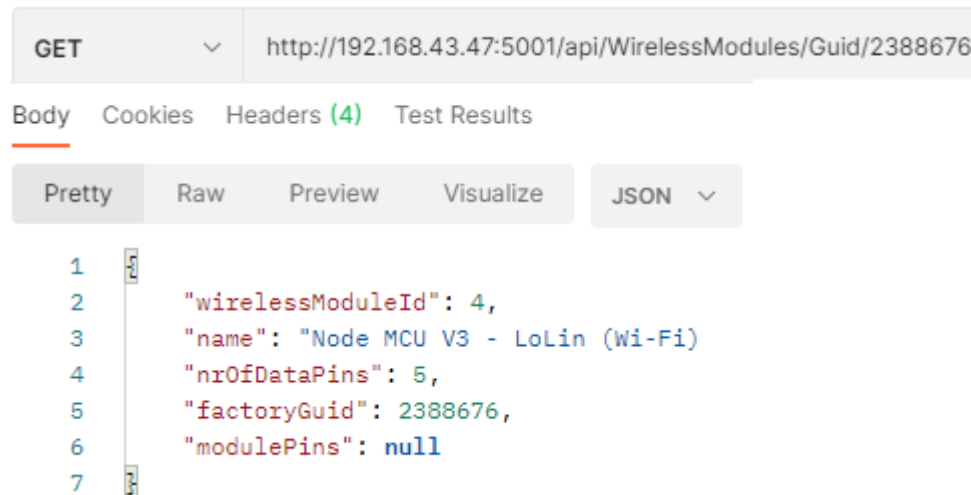 GET http://192.168.43.47:5001/api/WirelessModules/Guid/2388676
Body Cookies Headers (4) Test Results
Pretty Raw Preview Visualize JSON
1 {
2 "wirelessModuleId": 4,
3 "name": "Node MCU V3 - LoLin (Wi-Fi)
4 "nrOfDataPins": 5,
5 "factoryGuid": 2388676,
6 "modulePins": null
7 }